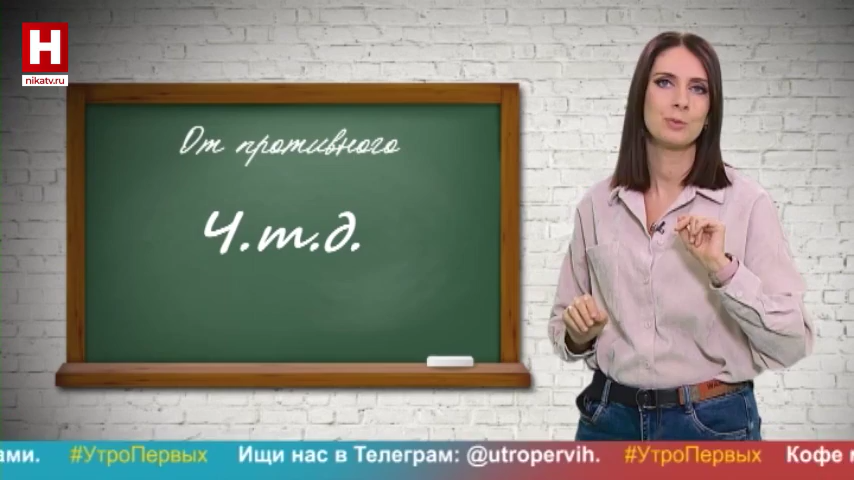 Н
nikatv.ru
От противного
Ч.т.д.
ами. #УтроПервых Ищи нас в Телеграм: @utropervih. #УтроПервых Кофе